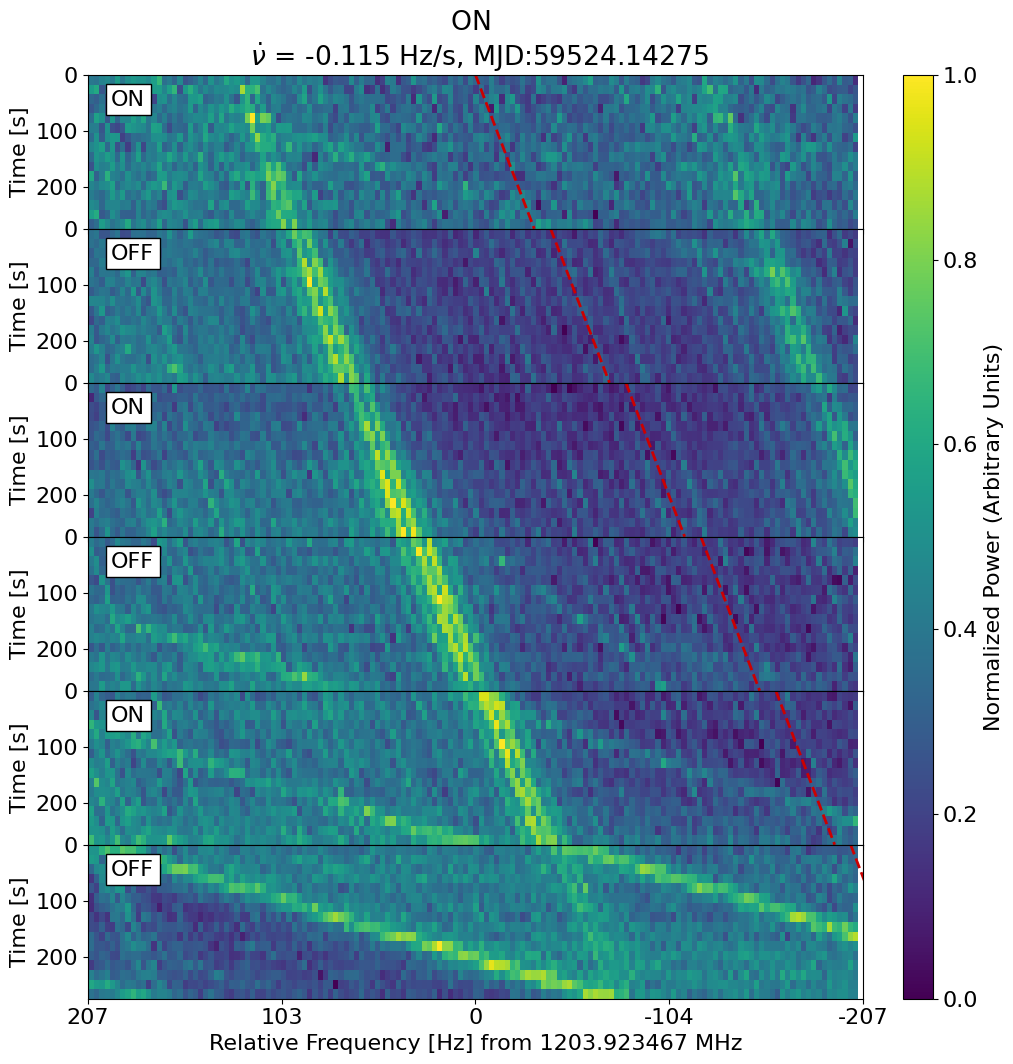 ON
ν̇ = -0.115 Hz/s, MJD:59524.14275
0
100
200
Time [s]
ON
0
100
200
Time [s]
OFF
0
100
200
Time [s]
ON
0
100
200
Time [s]
OFF
0
100
200
Time [s]
ON
0
100
200
Time [s]
OFF
207
103
0
-104
-207
Relative Frequency [Hz] from 1203.923467 MHz
1.0
0.8
0.6
0.4
0.2
0.0
Normalized Power (Arbitrary Units)